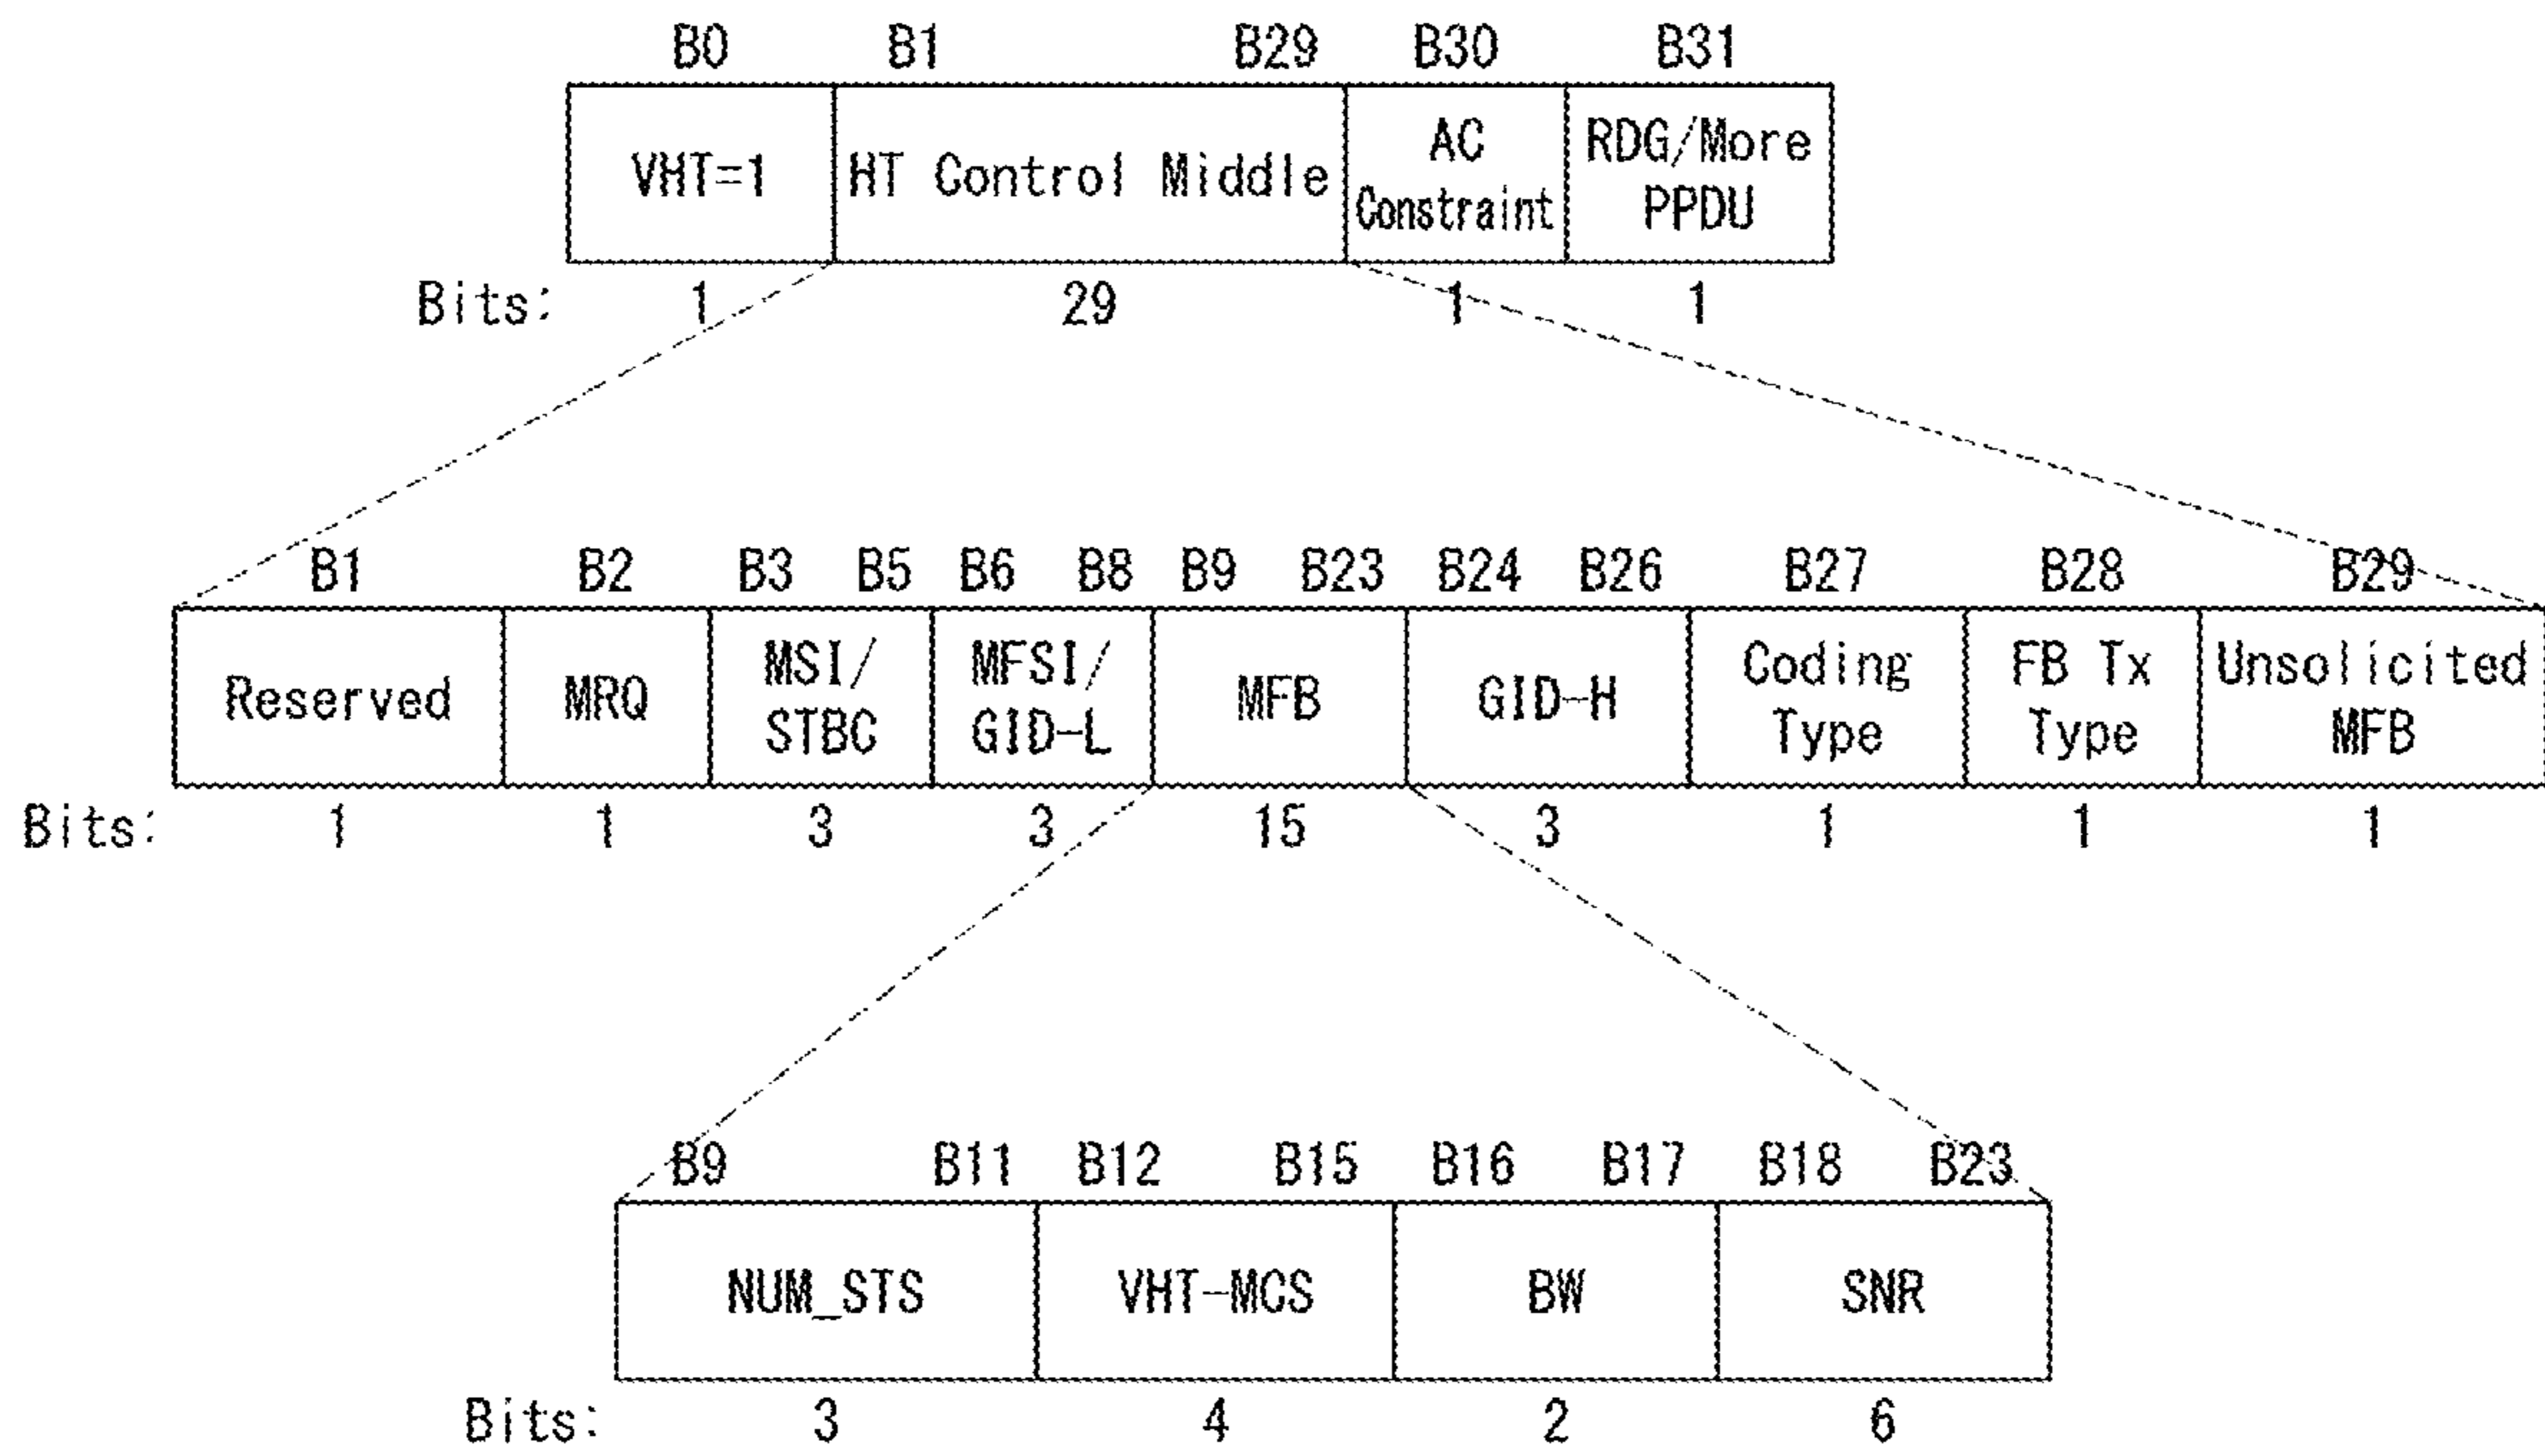 B0 B1 B29 B30 B31
VHT=1 HT Control Middle AC Constraint RDG/More PPDU
Bits: 1 29 1 1
B1 B2 B3 B5 B6 B8 B9 B23 B24 B26 B27 B28 B29
Reserved MRQ MSI/ STBC MFSI/ GID-L MFB GID-H Coding Type FB Tx Type Unsolicited MFB
Bits: 1 1 3 3 15 3 1 1 1
B9 B11 B12 B15 B16 B17 B18 B23
NUM_STS VHT-MCS BW SNR
Bits: 3 4 2 6